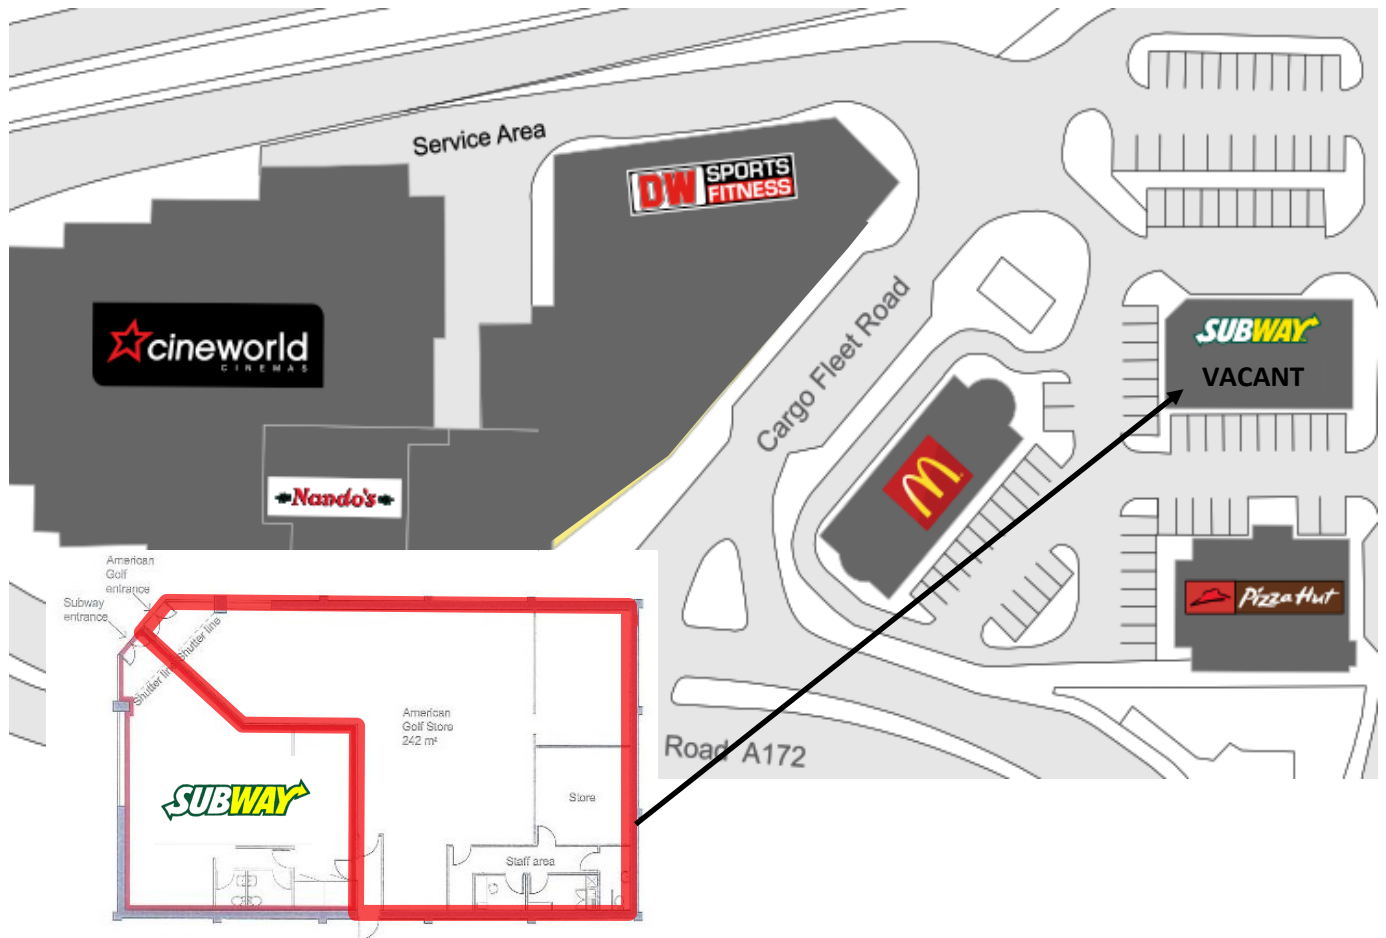 Service Area
DW SPORTS
FITNESS
cineworld
CINEMAS
Cargo Fleet Road
SUBWAY
VACANT
Nando's
M
Pizza Hut
American
Golf
entrance
Subway
entrance
Shutter line
Shutter line
American
Golf Store
242 m²
SUBWAY
Store
Staff area
Road A172